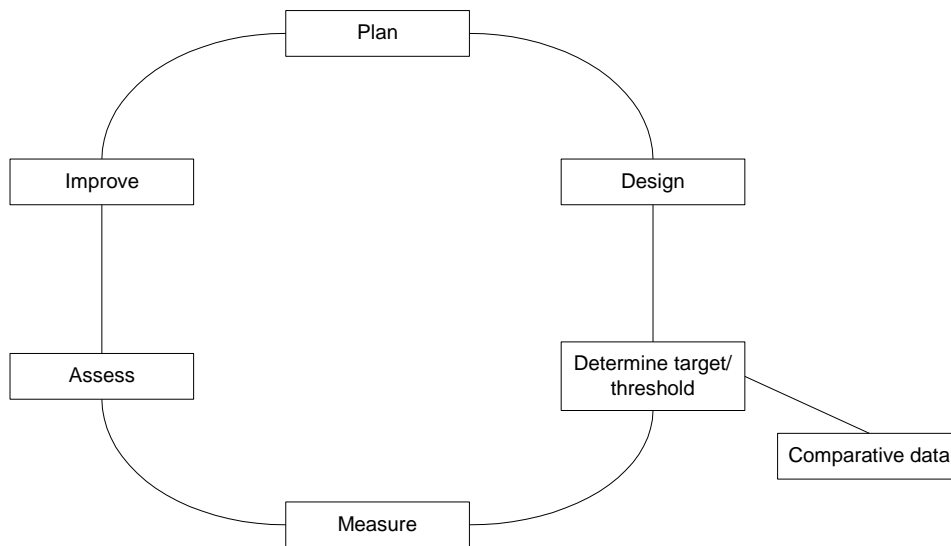 Plan
Improve
Design
Assess
Determine target/
threshold
Comparative data
Measure